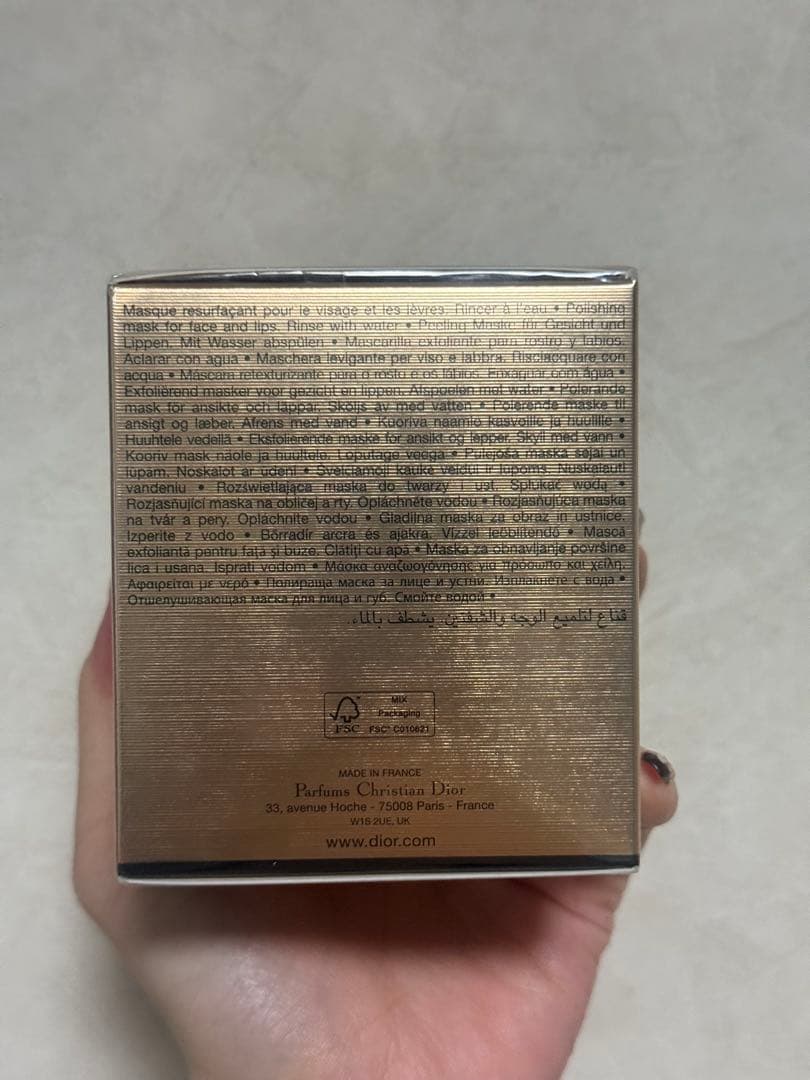 Masque resurfaçant pour le visage et les lèvres. Rincer à l'eau • Polishing
mask for face and lips. Rinse with water • Peeling Maske für Gesicht und
Lippen. Mit Wasser abspülen • Mascarilla exfoliante para rostro y labios.
Aclarar con agua • Maschera levigante per viso e labbra. Risciacquare con
acqua • Máscara retexturizante para o rosto e os lábios. Enxaguar com água •
Exfoliërend masker voor gezicht en lippen. Afspoelen met water • Polerande
mask för ansikte och läppar. Sköljs av med vatten • Polerende maske til
ansigt og læber. Afrens med vand • Kuoriva naamio kasvoille ja huulille •
Huuhtele vedellä • Eksfolierende maske for ansikt og lepper. Skyll med vann •
Kooriv mask näole ja huultele. Loputage veega • Pulējoša maska sejai un
lūpām. Noskalot ar ūdeni • Šveičiamoji kaukė veidui ir lūpoms. Nuskalauti
vandeniu • Rozświetlająca maska do twarzy i ust. Spłukać wodą •
Rozjasňující maska na obličej a rty. Opláchněte vodou • Rozjasňujúca maska
na tvár a pery. Opláchnite vodou • Gladilna maska za obraz in ustnice.
Izperite z vodo • Bőrradír arcra és ajakra. Vízzel leöblítendő • Mască
exfoliantă pentru față și buze. Clătiți cu apă • Maska za obnavljanje površine
lica i usana. Isprati vodom • Μάσκα αναζωογόνησης για πρόσωπο και χείλη.
Αφαιρείται με νερό • Полираща маска за лице и устни. Изплакнете с вода •
Отшелушивающая маска для лица и губ. Смойте водой •
قناع لتلميع الوجه والشفتين. يشطف بالماء.
FSC
MIX
Packaging
FSC® C010621
MADE IN FRANCE
Parfums Christian Dior
33, avenue Hoche - 75008 Paris - France
W1S 2UE, UK
www.dior.com